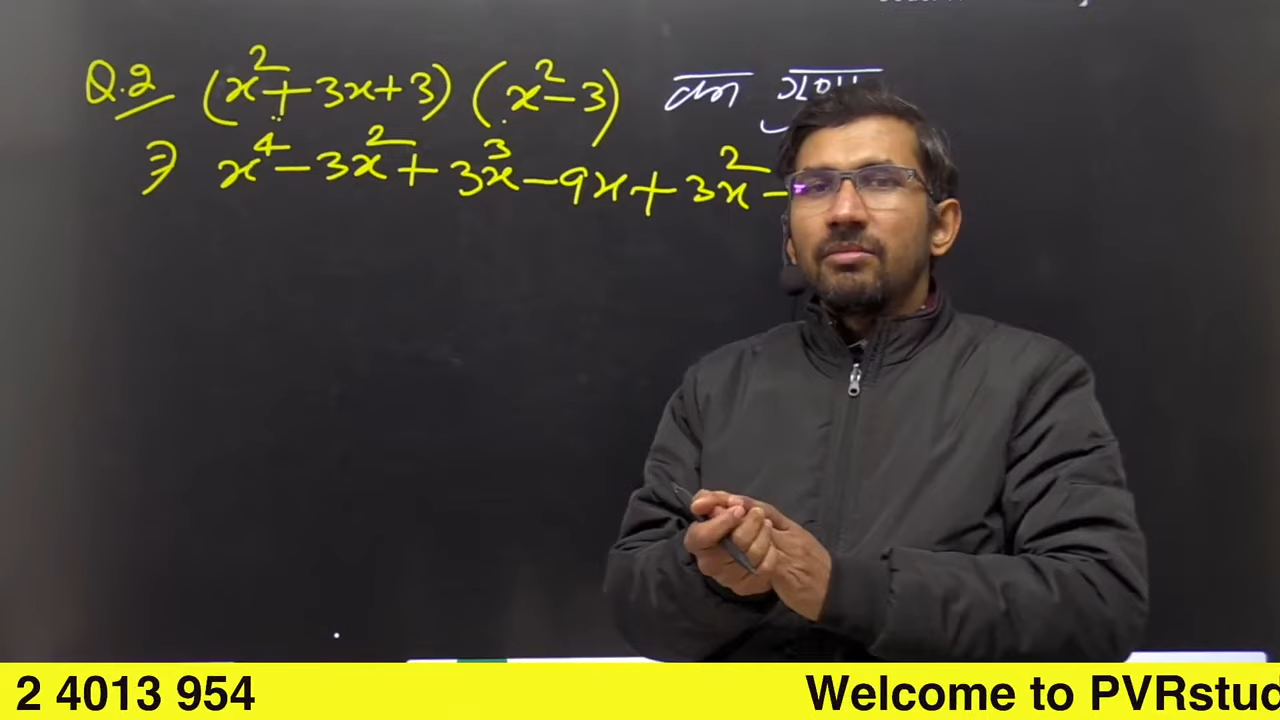 Q.2 (x²+3x+3) (x²-3) का
⇒ x⁴-3x²+3x³-9x+3x²-
2 4013 954 Welcome to PVRstud